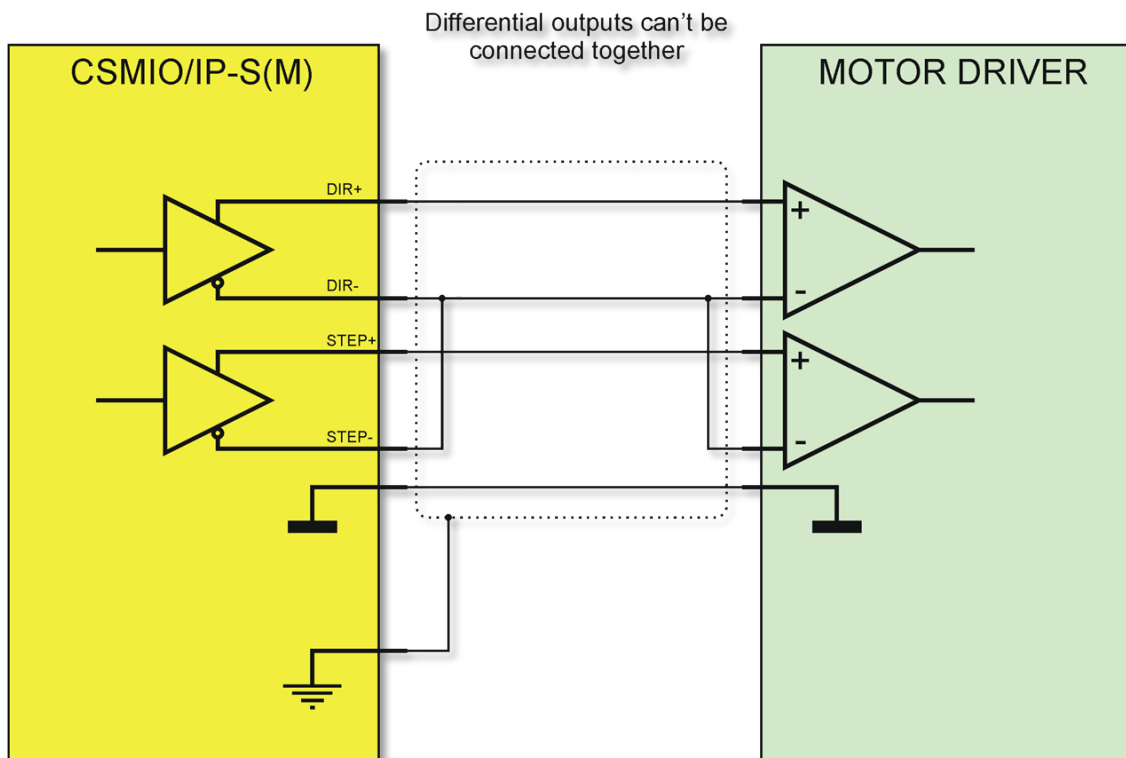 Differential outputs can't be
connected together
CSMIO/IP-S(M)
MOTOR DRIVER
DIR+
DIR-
STEP+
STEP-
+
-
+
-